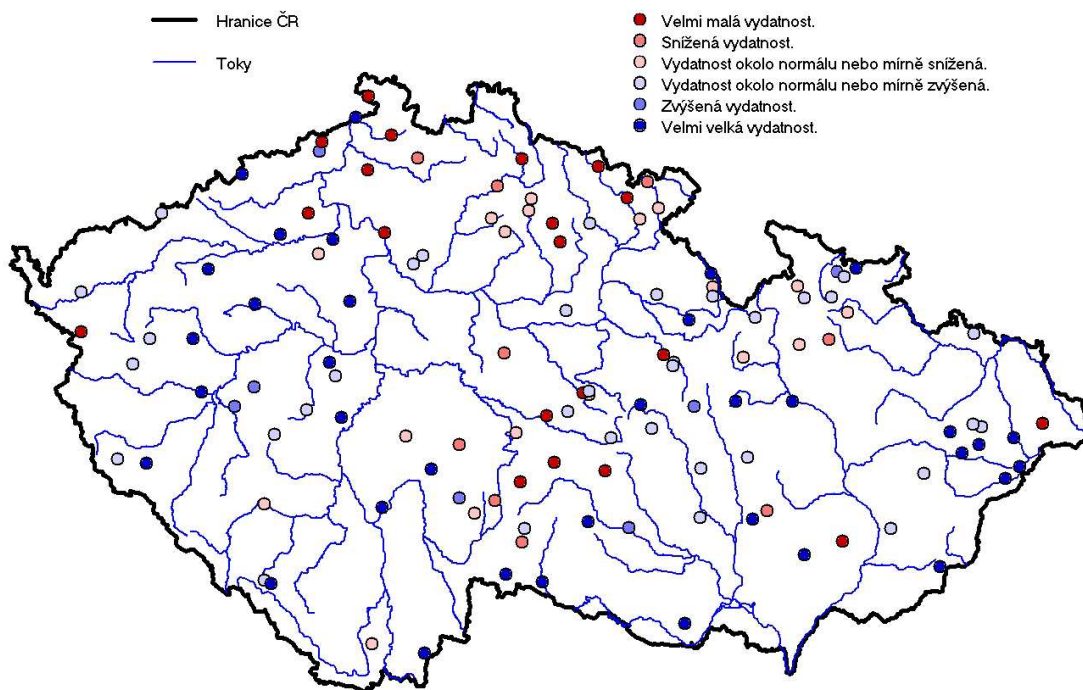 Hranice ČR
Toky
Velmi malá vydatnost.
Snížená vydatnost.
Vydatnost okolo normálu nebo mírně snížená.
Vydatnost okolo normálu nebo mírně zvýšená.
Zvýšená vydatnost.
Velmi velká vydatnost.